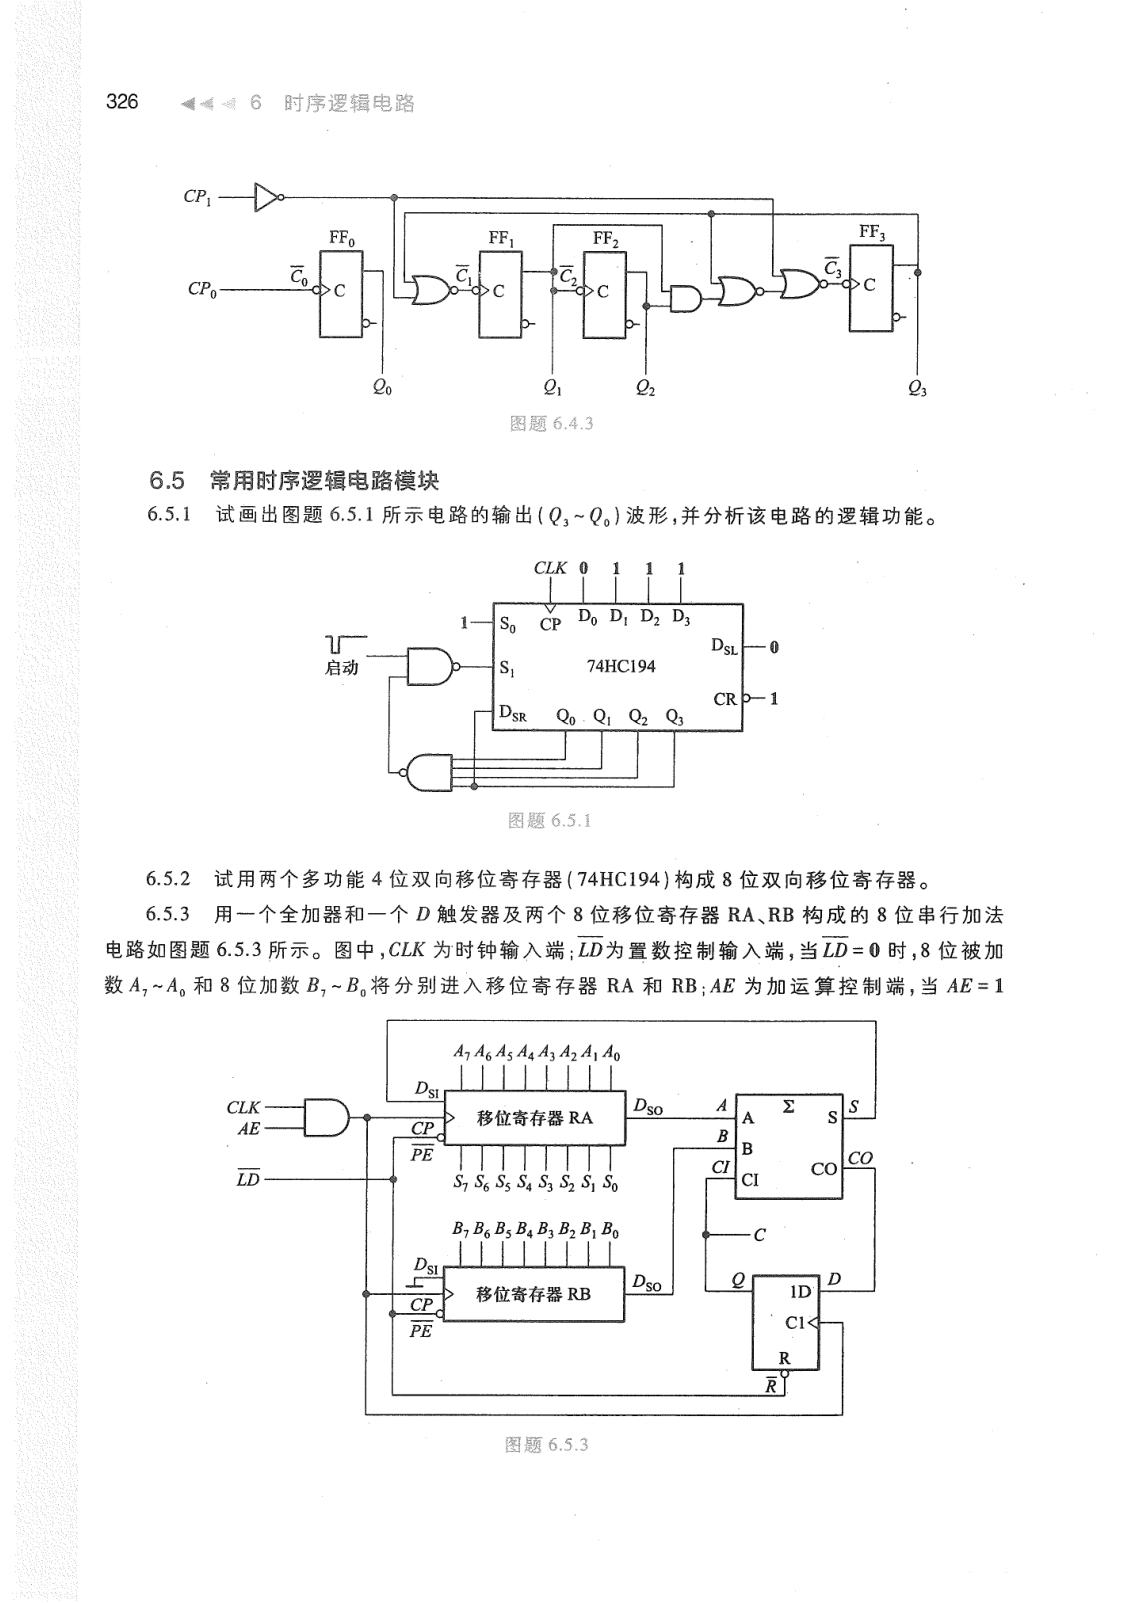 326 6 时序逻辑电路
CP₁
FF₀ FF₁ FF₂ FF₃
CP₀ C̅₀ C C̅₁ C C̅₂ C C̅₃ C
Q₀ Q₁ Q₂ Q₃
图题 6.4.3
6.5 常用时序逻辑电路模块
6.5.1 试画出图题 6.5.1 所示电路的输出(Q₃~Q₀)波形,并分析该电路的逻辑功能。
CLK 0 1 1 1
1 S₀ CP D₀ D₁ D₂ D₃
D_SL 0
启动 S₁ 74HC194
CR 1
D_SR Q₀ Q₁ Q₂ Q₃
图题 6.5.1
6.5.2 试用两个多功能 4 位双向移位寄存器(74HC194)构成 8 位双向移位寄存器。
6.5.3 用一个全加器和一个 D 触发器及两个 8 位移位寄存器 RA、RB 构成的 8 位串行加法
电路如图题 6.5.3 所示。图中,CLK 为时钟输入端;L̅D̅为置数控制输入端,当L̅D̅=0 时,8 位被加
数 A₇~A₀ 和 8 位加数 B₇~B₀将分别进入移位寄存器 RA 和 RB;AE 为加运算控制端,当 AE=1
A₇ A₆ A₅ A₄ A₃ A₂ A₁ A₀
D_SI
CLK 移位寄存器 RA D_SO A A Σ S S
AE CP B B
P̅E̅ CI CI CO CO
L̅D̅ S₇ S₆ S₅ S₄ S₃ S₂ S₁ S₀
B₇ B₆ B₅ B₄ B₃ B₂ B₁ B₀
C
D_SI
移位寄存器 RB D_SO Q 1D D
CP
P̅E̅ C1
R
R̅
图题 6.5.3